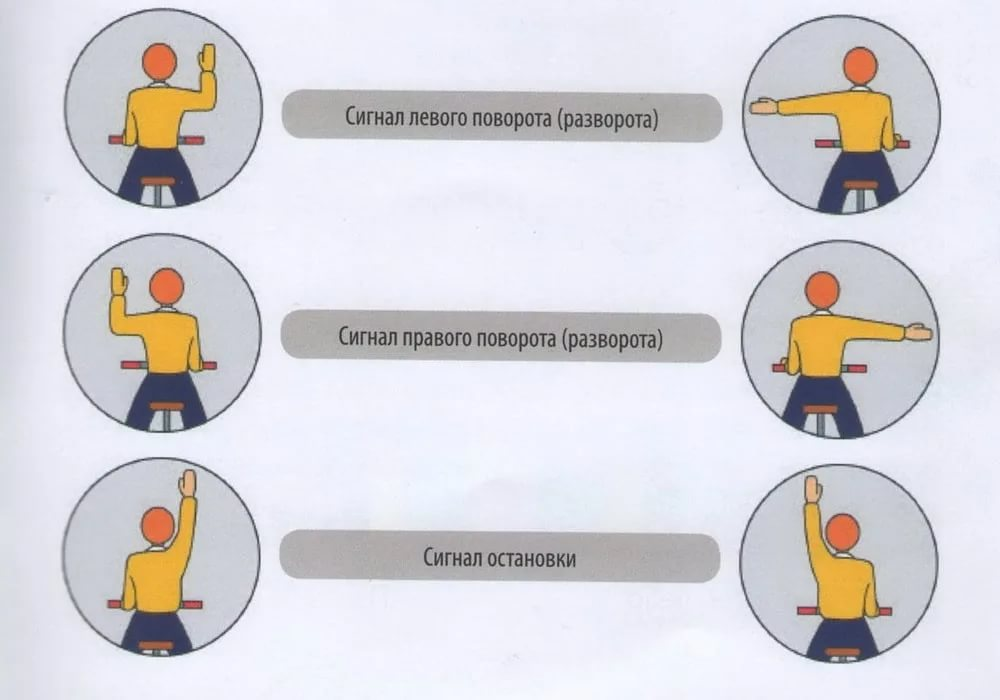 Сигнал левого поворота (разворота)
Сигнал правого поворота (разворота)
Сигнал остановки